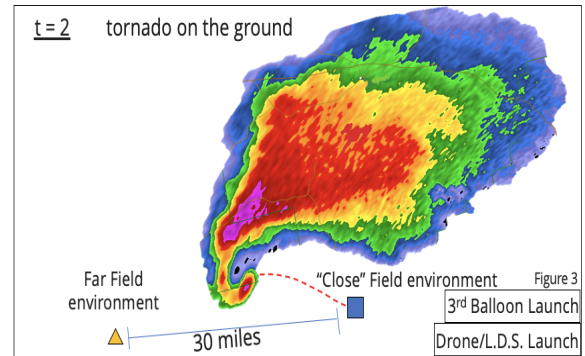 t = 2 tornado on the ground
Far Field
environment
“Close” Field environment
Figure 3
3rd Balloon Launch
Drone/L.D.S. Launch
30 miles